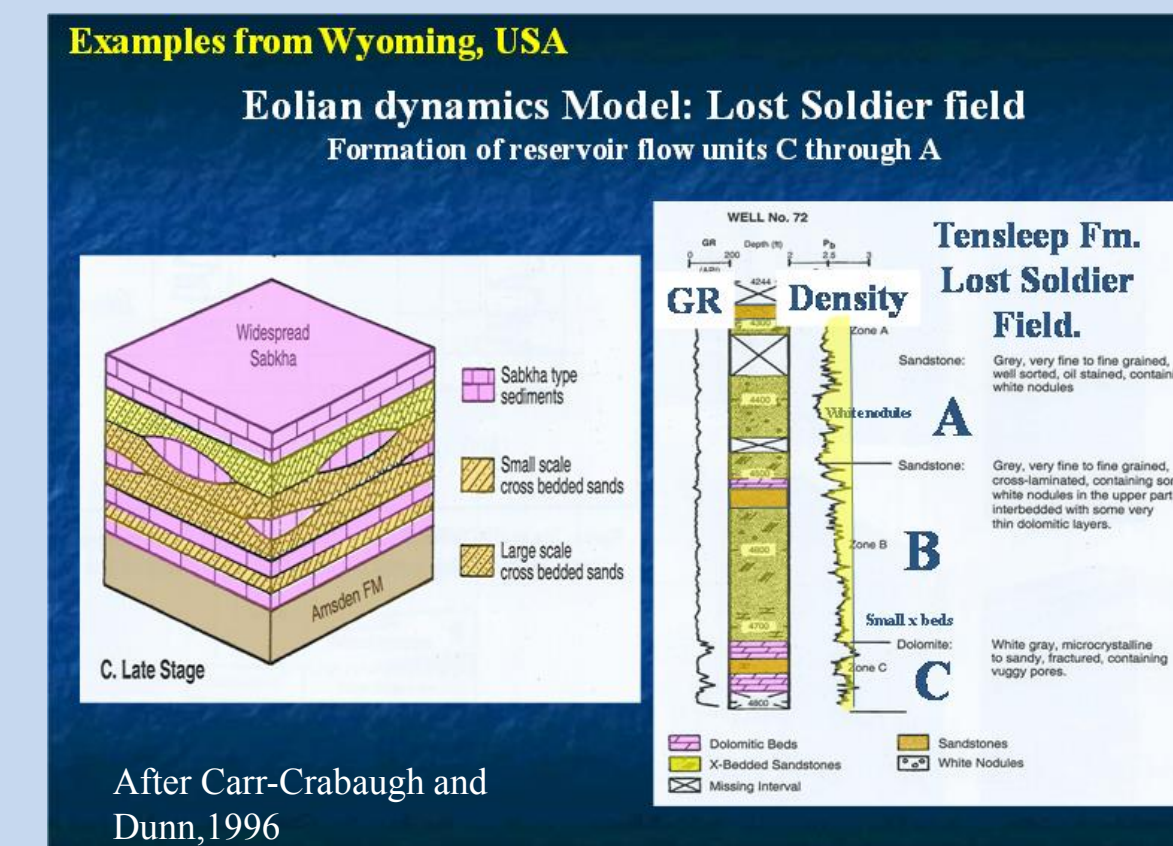 Examples from Wyoming, USA
Eolian dynamics Model: Lost Soldier field
Formation of reservoir flow units C through A
Widespread
Sabkha
Amsden FM
C. Late Stage
Sabkha type
sediments
Small scale
cross bedded sands
Large scale
cross bedded sands
After Carr-Crabaugh and
Dunn,1996
WELL No. 72
GR Depth (ft) Pb
0 200 2 2.5 3
GR 4244 Density
4300
Zone A
4400
White nodules
4500
4600
Zone B
4700
Small x beds
Zone C
4800
Tensleep Fm.
Lost Soldier
Field.
Sandstone: Grey, very fine to fine grained,
well sorted, oil stained,
white nodules
A
Sandstone: Grey, very fine to fine grained,
cross-laminated, containing
white nodules in the upper part
interbedded with some very
thin dolomitic layers.
B
Dolomite: White gray, microcrystalline
to sandy, fractured, containing
vuggy pores.
C
Dolomitic Beds
X-Bedded Sandstones
Missing Interval
Sandstones
White Nodules